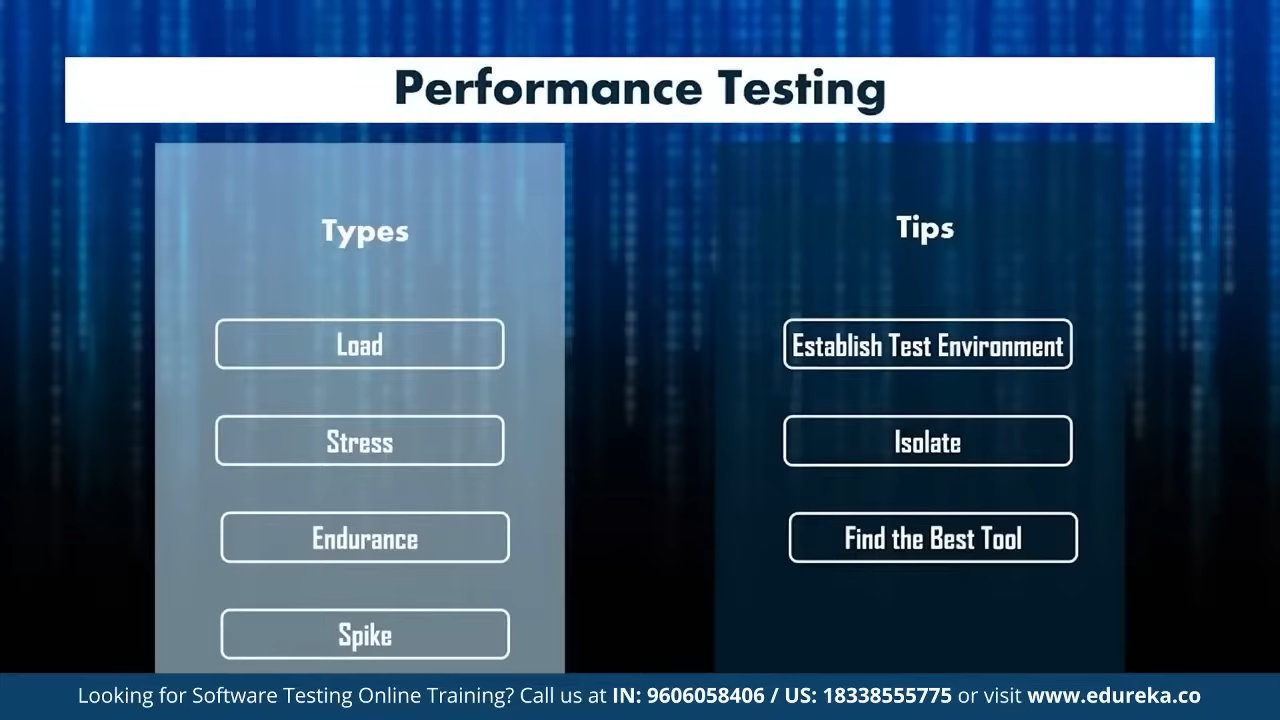 Performance Testing
Types
Load
Stress
Endurance
Spike
Tips
Establish Test Environment
Isolate
Find the Best Tool
Looking for Software Testing Online Training? Call us at IN: 9606058406 / US: 18338555775 or visit www.edureka.co